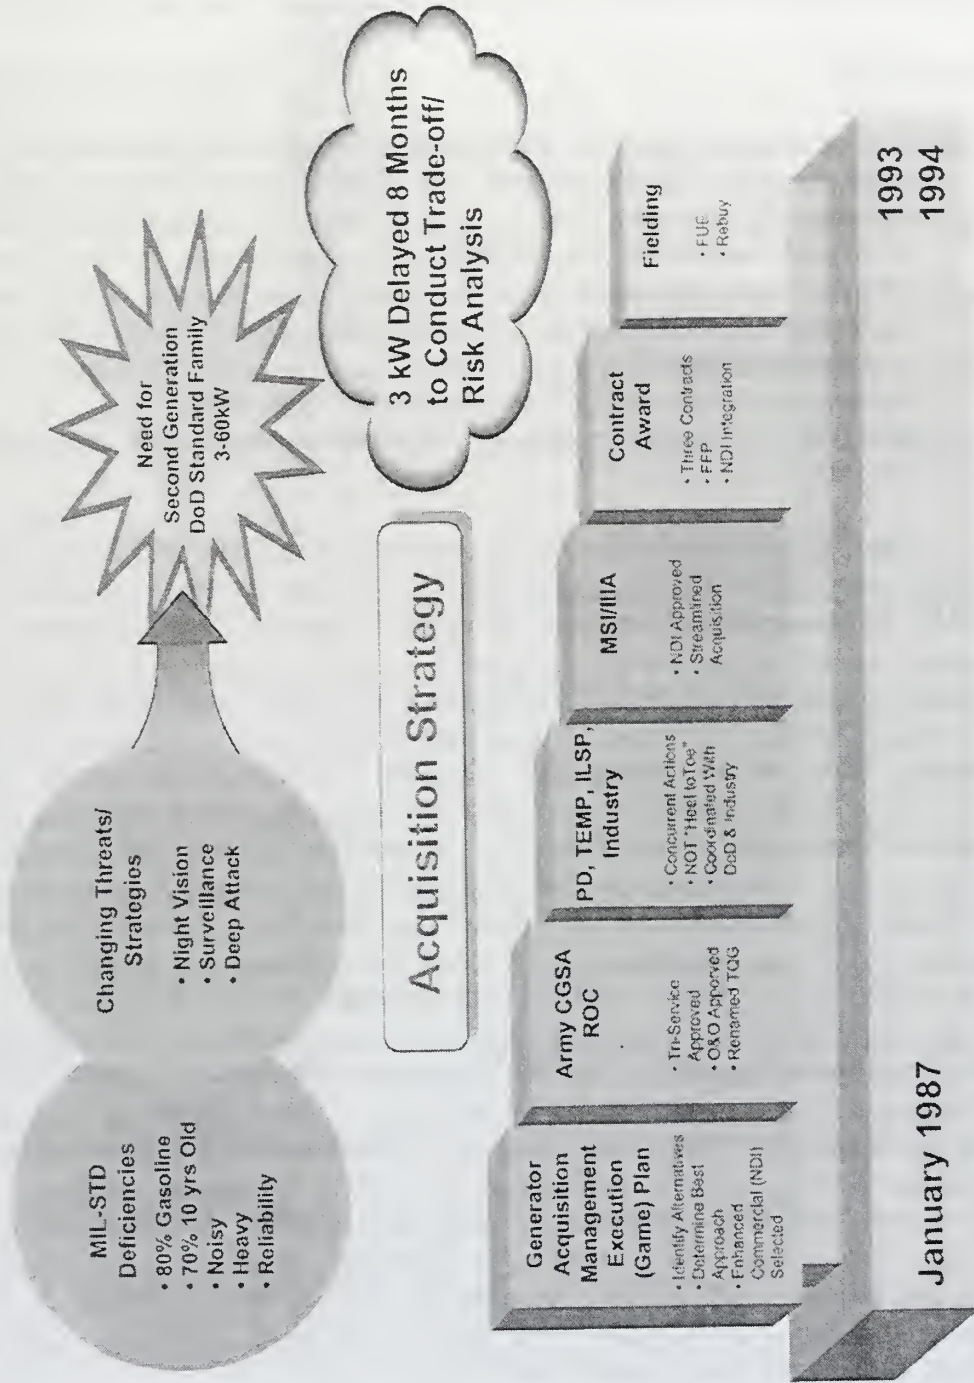 MIL-STD
Deficiencies
• 80% Gasoline
• 70% 10 yrs Old
• Noisy
• Heavy
• Reliability
Changing Threats/
Strategies
• Night Vision
• Surveillance
• Deep Attack
Need for
Second Generation
DoD Standard Family
3-60kW
Acquisition Strategy
3 kW Delayed 8 Months
to Conduct Trade-off/
Risk Analysis
Generator
Acquisition
Management
Execution
(Game) Plan
• Identify Alternatives
• Determine Best
Approach
• Enhanced
Commercial (NDI)
Selected
Army CGSA
ROC
• Tri-Service
Approved
• O&O Apporved
• Renamed TQG
PD, TEMP, ILSP,
Industry
• Concurrent Actions
• NOT "Heel toToe"
• Coordinated With
DoD & Industry
MSI/IIIA
• NDI Approved
• Streamlined
Acquisition
Contract
Award
• Three Contracts
• FFP
• NDI Integration
Fielding
• FUE
• Rebuy
January 1987
1993
1994